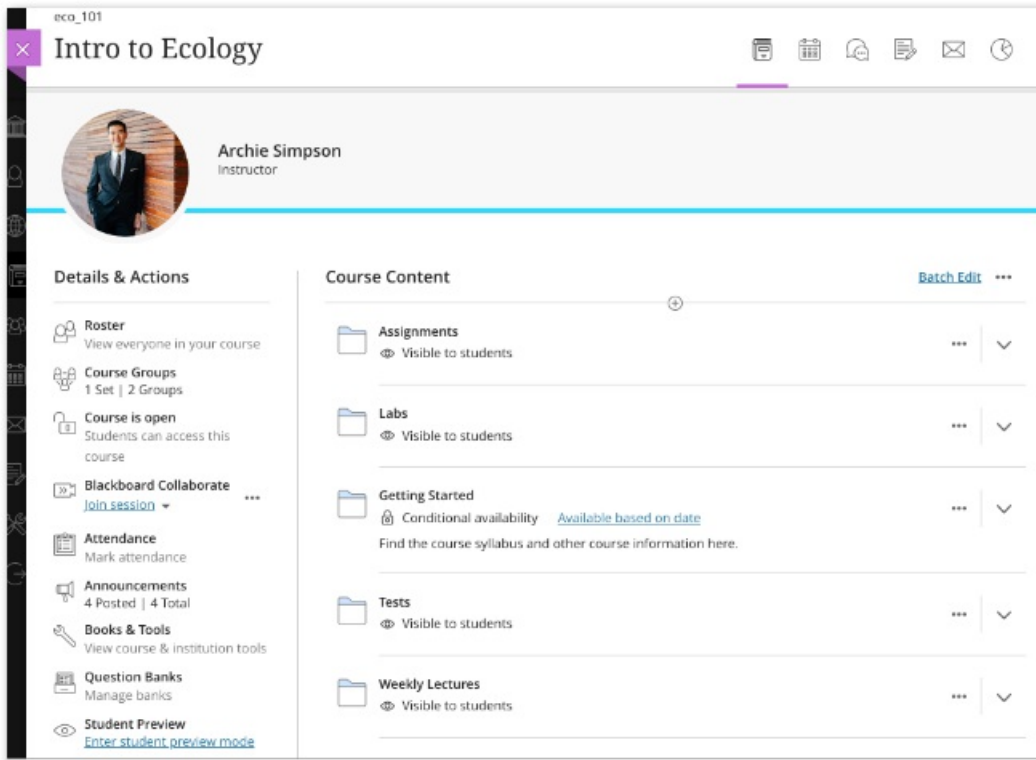 eco_101
Intro to Ecology
Archie Simpson
Instructor
Details & Actions
Roster
View everyone in your course
Course Groups
1 Set | 2 Groups
Course is open
Students can access this
course
Blackboard Collaborate
Join session
Attendance
Mark attendance
Announcements
4 Posted | 4 Total
Books & Tools
View course & institution tools
Question Banks
Manage banks
Student Preview
Enter student preview mode
Course Content
Batch Edit
Assignments
Visible to students
Labs
Visible to students
Getting Started
Conditional availability Available based on date
Find the course syllabus and other course information here.
Tests
Visible to students
Weekly Lectures
Visible to students